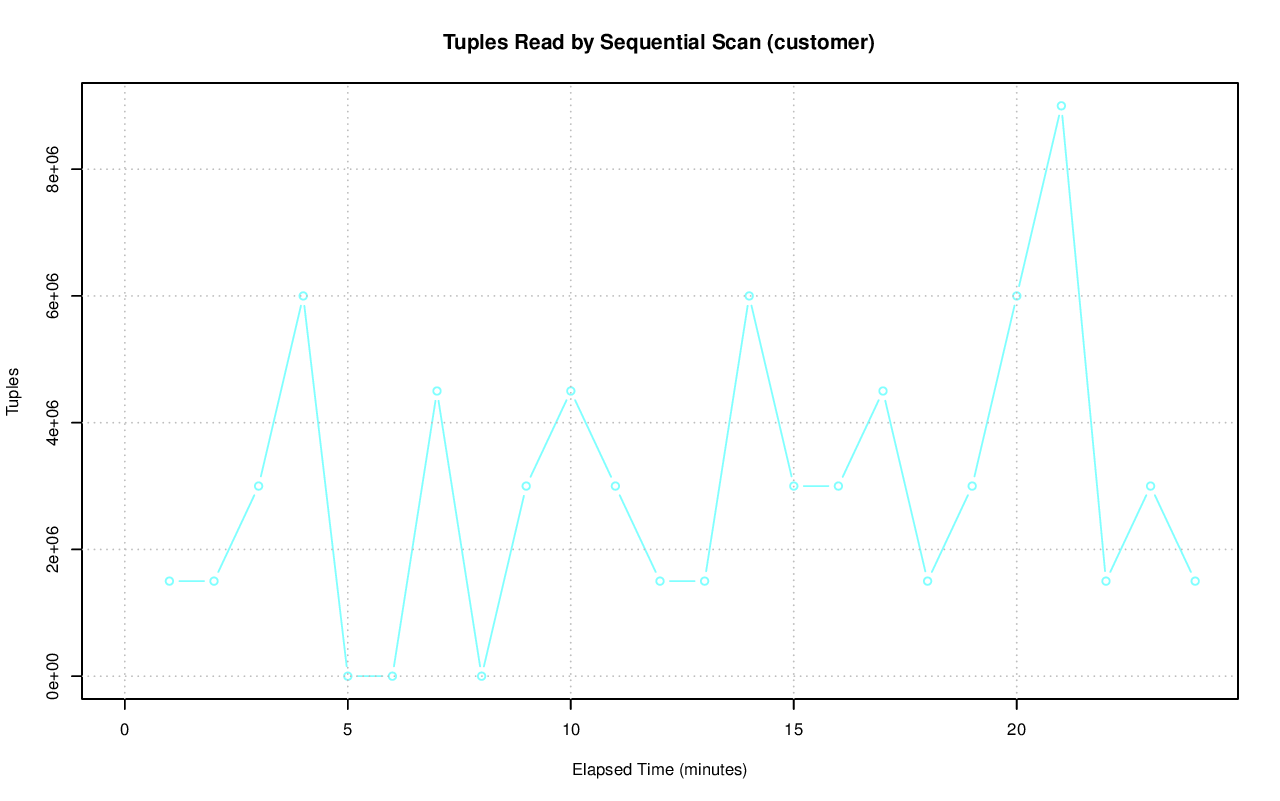 Tuples Read by Sequential Scan (customer)
Tuples
8e+06
6e+06
4e+06
2e+06
0e+00
0 5 10 15 20
Elapsed Time (minutes)